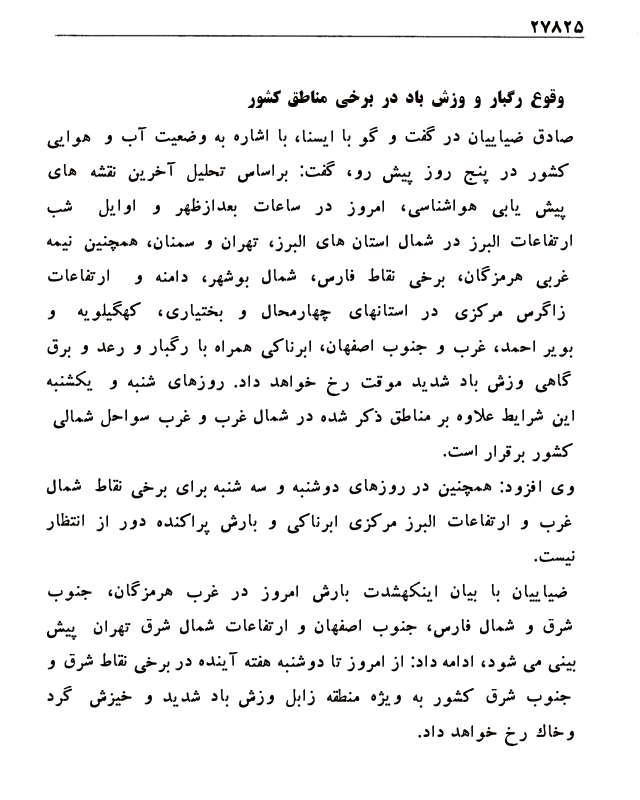 ۲۷۸۲۵
وقوع رگبار و وزش باد در برخی مناطق کشور
صادق ضیاییان در گفت و گو با ایسنا، با اشاره به وضعیت آب و هوایی
کشور در پنج روز پیش رو، گفت: براساس تحلیل آخرین نقشه های
پیش یابی هواشناسی، امروز در ساعات بعدازظهر و اوایل شب
ارتفاعات البرز در شمال استان های البرز، تهران و سمنان، همچنین نیمه
غربی هرمزگان، برخی نقاط فارس، شمال بوشهر، دامنه و ارتفاعات
زاگرس مرکزی در استانهای چهارمحال و بختیاری، کهگیلویه و
بویر احمد، غرب و جنوب اصفهان، ابرناکی همراه با رگبار و رعد و برق
گاهی وزش باد شدید موقت رخ خواهد داد. روزهای شنبه و یکشنبه
این شرایط علاوه بر مناطق ذکر شده در شمال غرب و غرب سواحل شمالی
کشور برقرار است.
وی افزود: همچنین در روزهای دوشنبه و سه شنبه برای برخی نقاط شمال
غرب و ارتفاعات البرز مرکزی ابرناکی و بارش پراکنده دور از انتظار
نیست.
ضیاییان با بیان اینکهشدت بارش امروز در غرب هرمزگان، جنوب
شرق و شمال فارس، جنوب اصفهان و ارتفاعات شمال شرق تهران پیش
بینی می شود، ادامه داد: از امروز تا دوشنبه هفته آینده در برخی نقاط شرق و
جنوب شرق کشور به ویژه منطقه زابل وزش باد شدید و خیزش گرد
وخاک رخ خواهد داد.